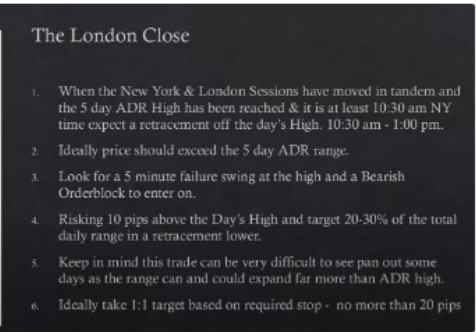 The London Close
1. When the New York & London Sessions have moved in tandem and
the 5 day ADR High has been reached & it is at least 10:30 am NY
time expect a retracement off the day's High. 10:30 am - 1:00 pm.
2. Ideally price should exceed the 5 day ADR range.
3. Look for a 5 minute failure swing at the high and a Bearish
Orderblock to enter on.
4. Risking 10 pips above the Day's High and target 20-30% of the total
daily range in a retracement lower.
5. Keep in mind this trade can be very difficult to see pan out some
days as the range can and could expand far more than ADR high.
6. Ideally take 1:1 target based on required stop - no more than 20 pips